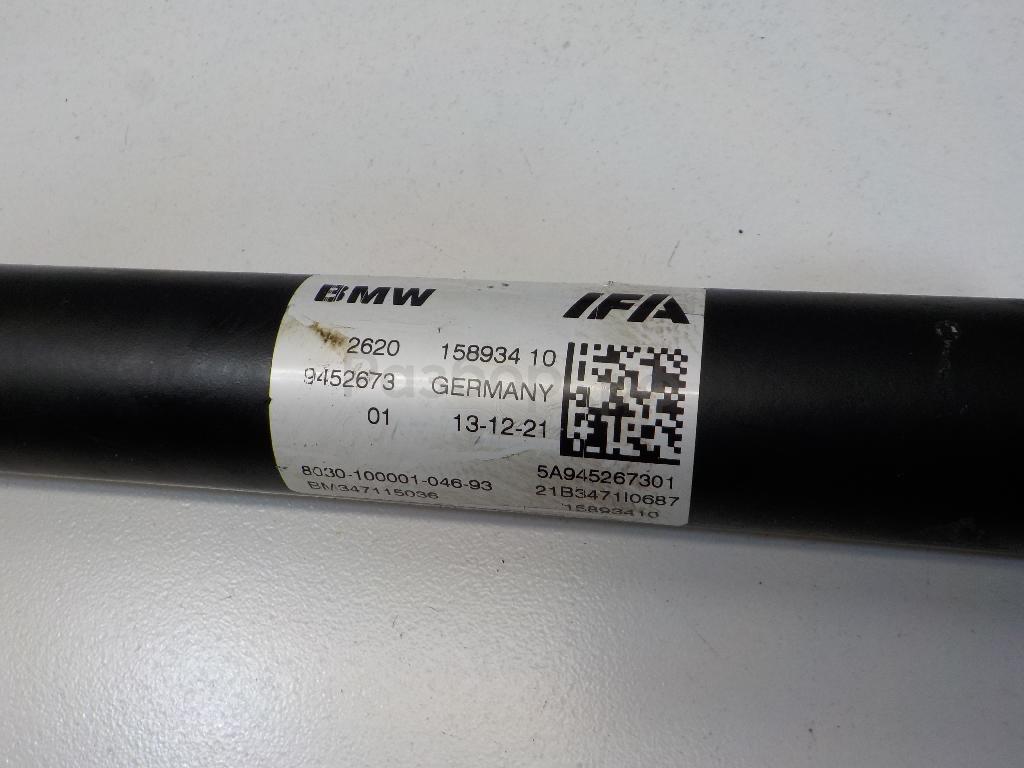 BMW IFA
2620 158934 10
9452673 GERMANY
01 13-12-21
8030-100001-046-93 5A945267301
BM347115036 21B3471I0687
15893410